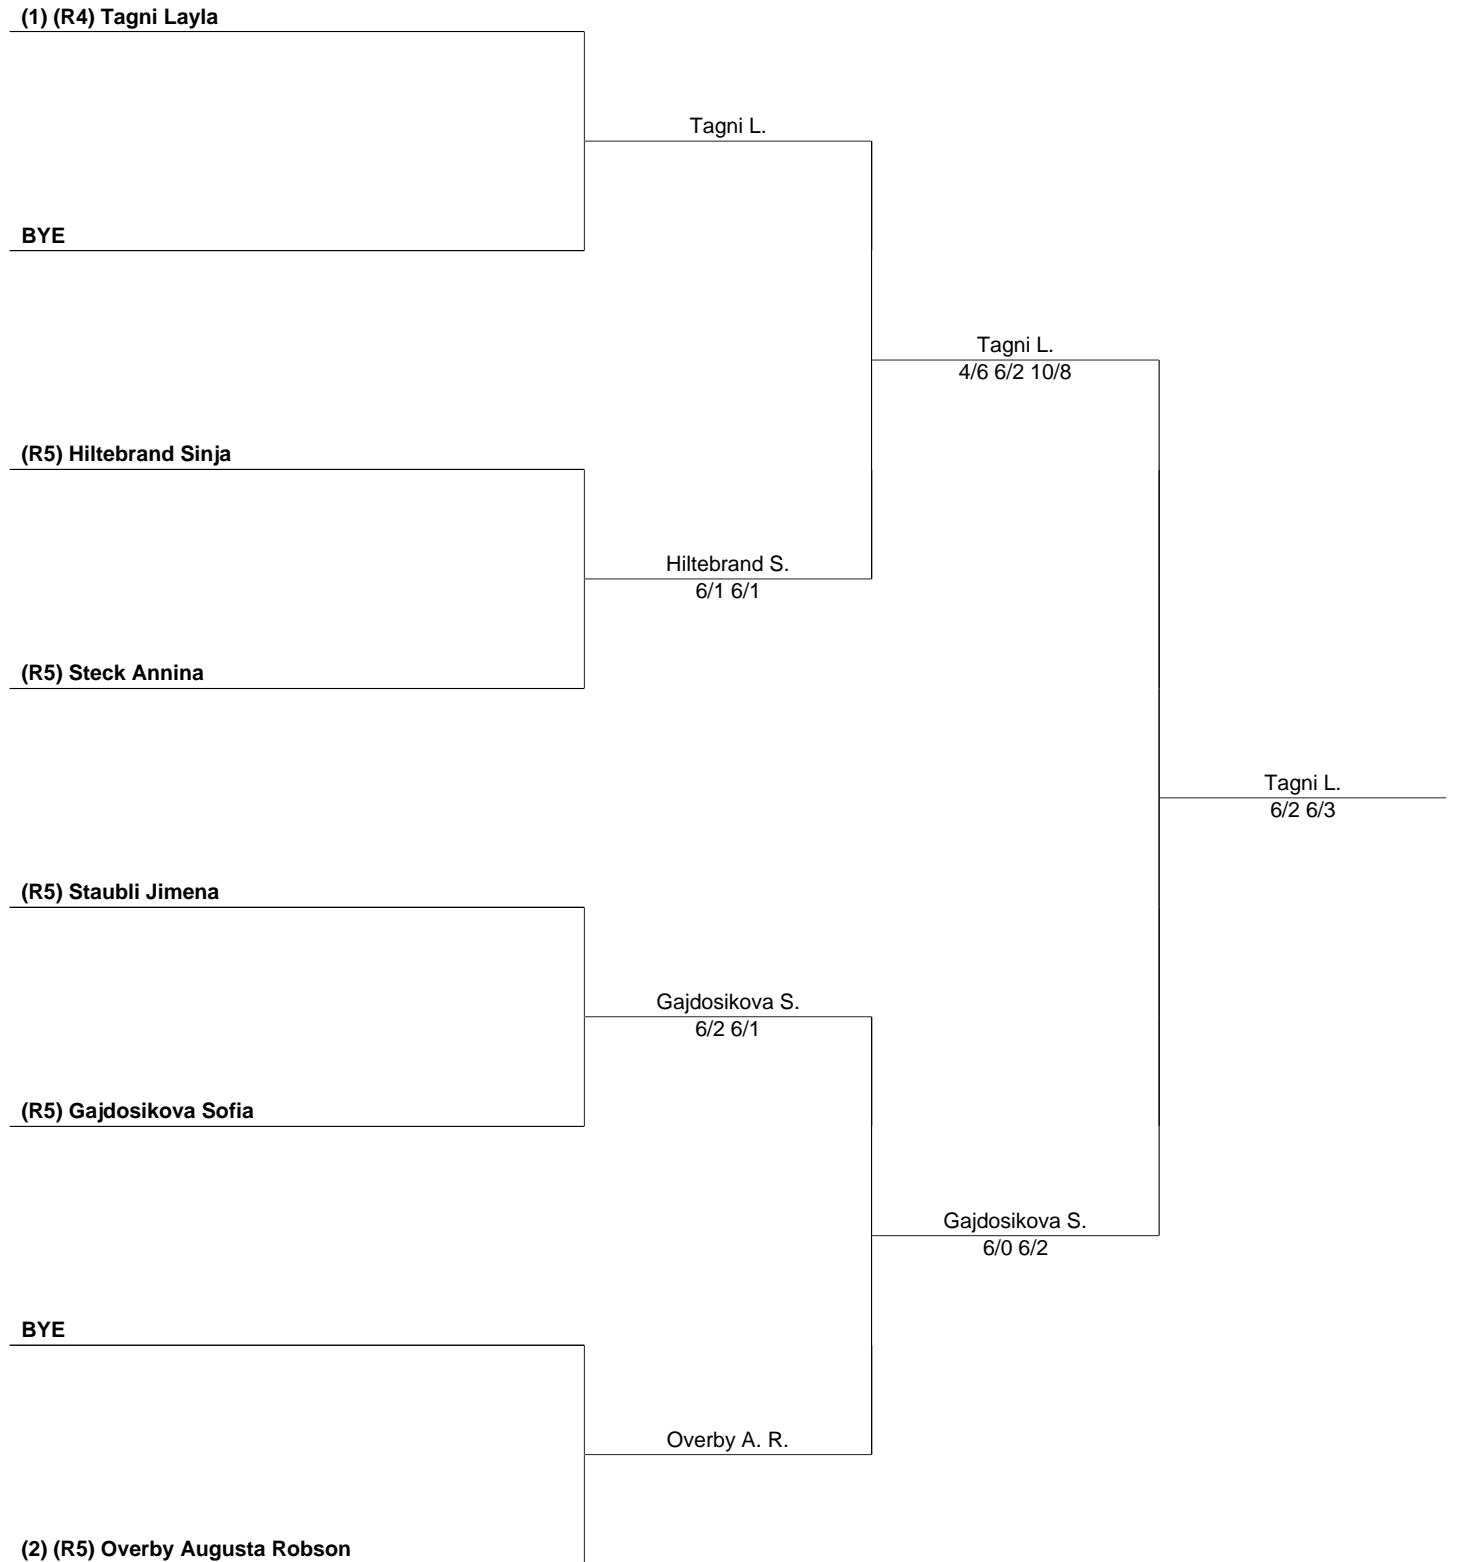 (1) (R4) Tagni Layla
Tagni L.
BYE
Tagni L.
4/6 6/2 10/8
(R5) Hiltebrand Sinja
Hiltebrand S.
6/1 6/1
(R5) Steck Annina
Tagni L.
6/2 6/3
(R5) Staubli Jimena
Gajdosikova S.
6/2 6/1
(R5) Gajdosikova Sofia
Gajdosikova S.
6/0 6/2
BYE
Overby A. R.
(2) (R5) Overby Augusta Robson